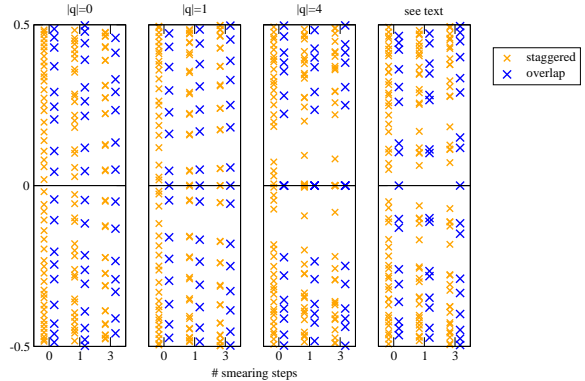 |q|=0 |q|=1 |q|=4 see text
0.5
staggered
overlap
0
-0.5
0 1 3 0 1 3 0 1 3 0 1 3
# smearing steps